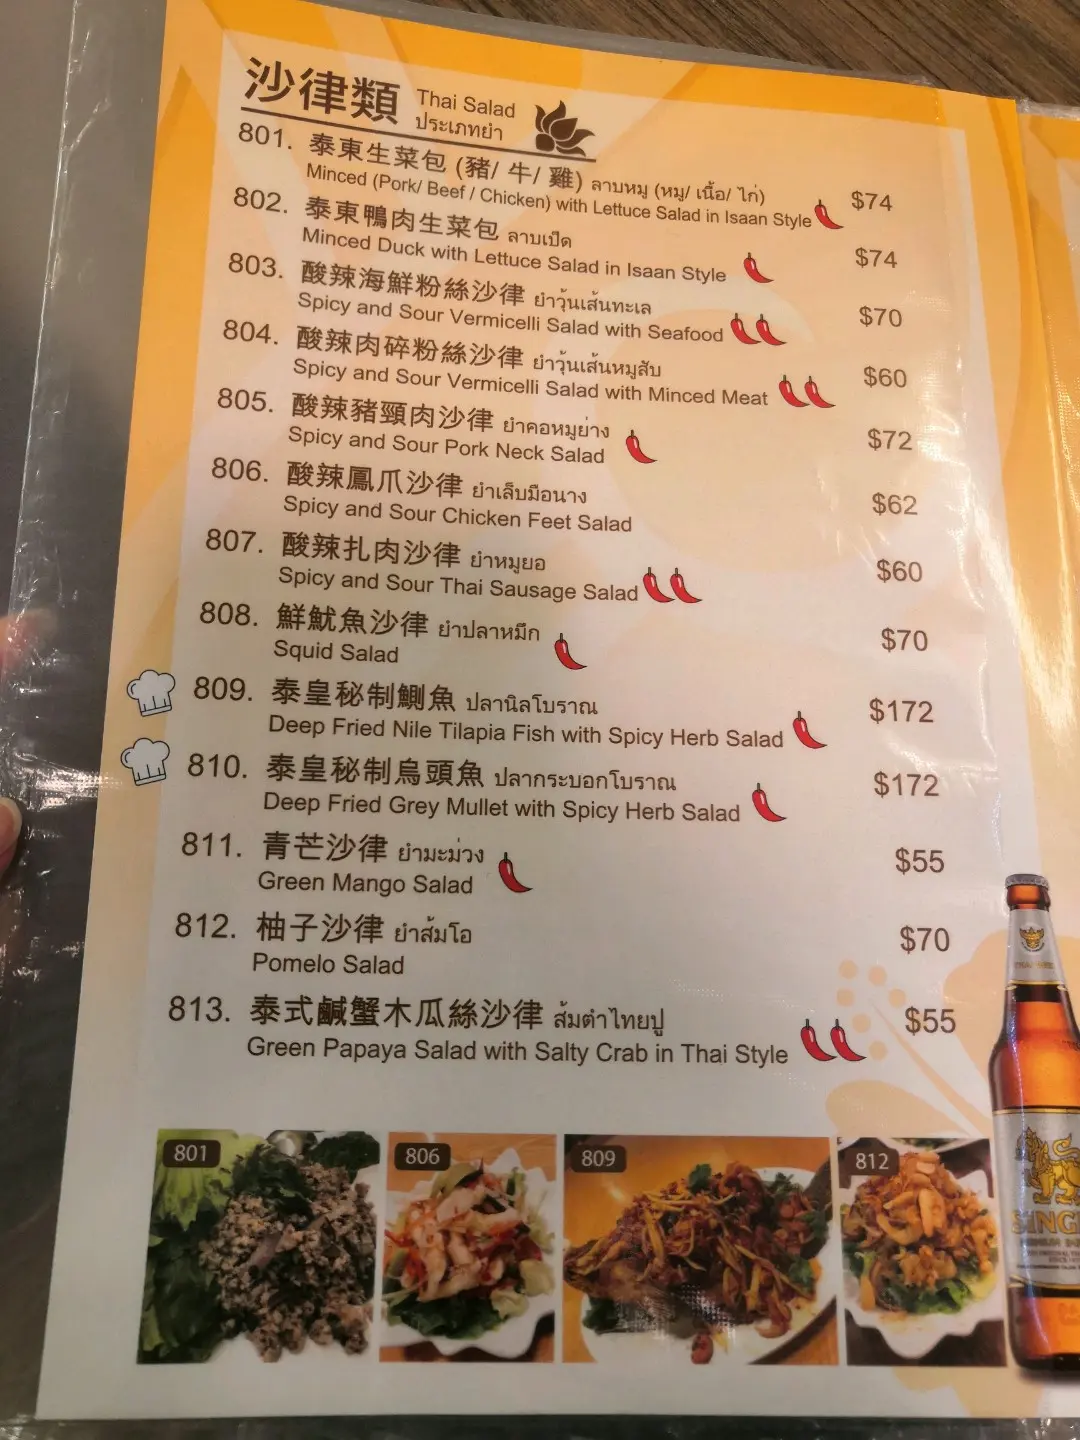 沙律類 Thai Salad
ประเภทยำ
801. 泰東生菜包 (豬/ 牛/ 雞) ลาบหมู (หมู/ เนื้อ/ ไก่) $74
Minced (Pork/ Beef / Chicken) with Lettuce Salad in Isaan Style
802. 泰東鴨肉生菜包 ลาบเป็ด $74
Minced Duck with Lettuce Salad in Isaan Style
803. 酸辣海鮮粉絲沙律 ยำวุ้นเส้นทะเล $70
Spicy and Sour Vermicelli Salad with Seafood
804. 酸辣肉碎粉絲沙律 ยำวุ้นเส้นหมูสับ $60
Spicy and Sour Vermicelli Salad with Minced Meat
805. 酸辣豬頸肉沙律 ยำคอหมูย่าง $72
Spicy and Sour Pork Neck Salad
806. 酸辣鳳爪沙律 ยำเล็บมือนาง $62
Spicy and Sour Chicken Feet Salad
807. 酸辣扎肉沙律 ยำหมูยอ $60
Spicy and Sour Thai Sausage Salad
808. 鮮魷魚沙律 ยำปลาหมึก $70
Squid Salad
809. 泰皇秘制鰂魚 ปลานิลโบราณ $172
Deep Fried Nile Tilapia Fish with Spicy Herb Salad
810. 泰皇秘制烏頭魚 ปลากระบอกโบราณ $172
Deep Fried Grey Mullet with Spicy Herb Salad
811. 青芒沙律 ยำมะม่วง $55
Green Mango Salad
812. 柚子沙律 ยำส้มโอ $70
Pomelo Salad
813. 泰式鹹蟹木瓜絲沙律 ส้มตำไทยปู $55
Green Papaya Salad with Salty Crab in Thai Style
801 806 809 812